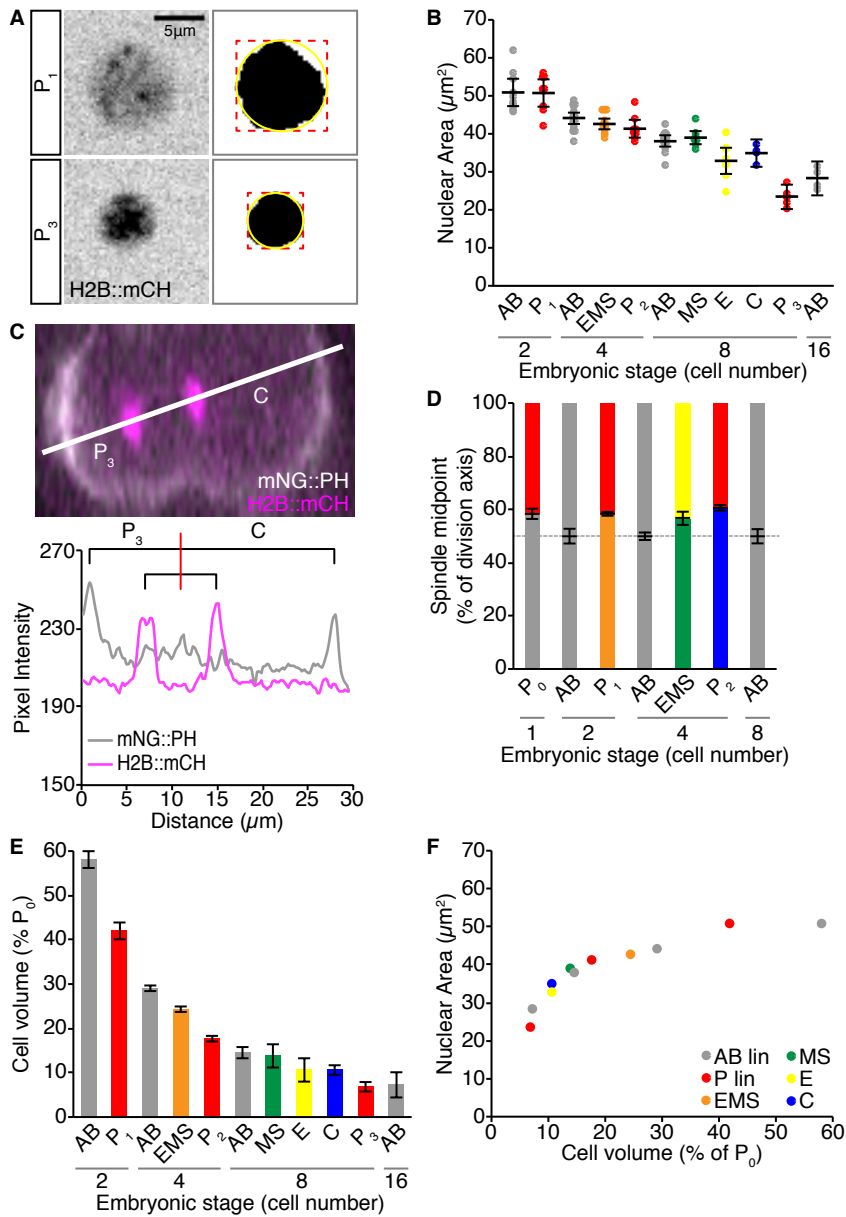 A
P1
5µm
P3
H2B::mCH
B
Nuclear Area (µm²)
70
60
50
40
30
20
10
0
AB P1 AB EMS P2 AB MS E C P3 AB
2 4 8 16
Embryonic stage (cell number)
C
C
P3
mNG::PH
H2B::mCH
P3 C
Pixel Intensity
270
230
190
150
mNG::PH
H2B::mCH
0 5 10 15 20 25 30
Distance (µm)
D
Spindle midpoint
(% of division axis)
100
80
60
40
20
0
P0 AB P1 AB EMS P2 AB
1 2 4 8
Embryonic stage (cell number)
E
Cell volume (% P0)
60
50
40
30
20
10
0
AB P1 AB EMS P2 AB MS E C P3 AB
2 4 8 16
Embryonic stage (cell number)
F
Nuclear Area (µm²)
70
60
50
40
30
20
10
0
AB lin MS
P lin E
EMS C
0 10 20 30 40 50 60
Cell volume (% of P0)